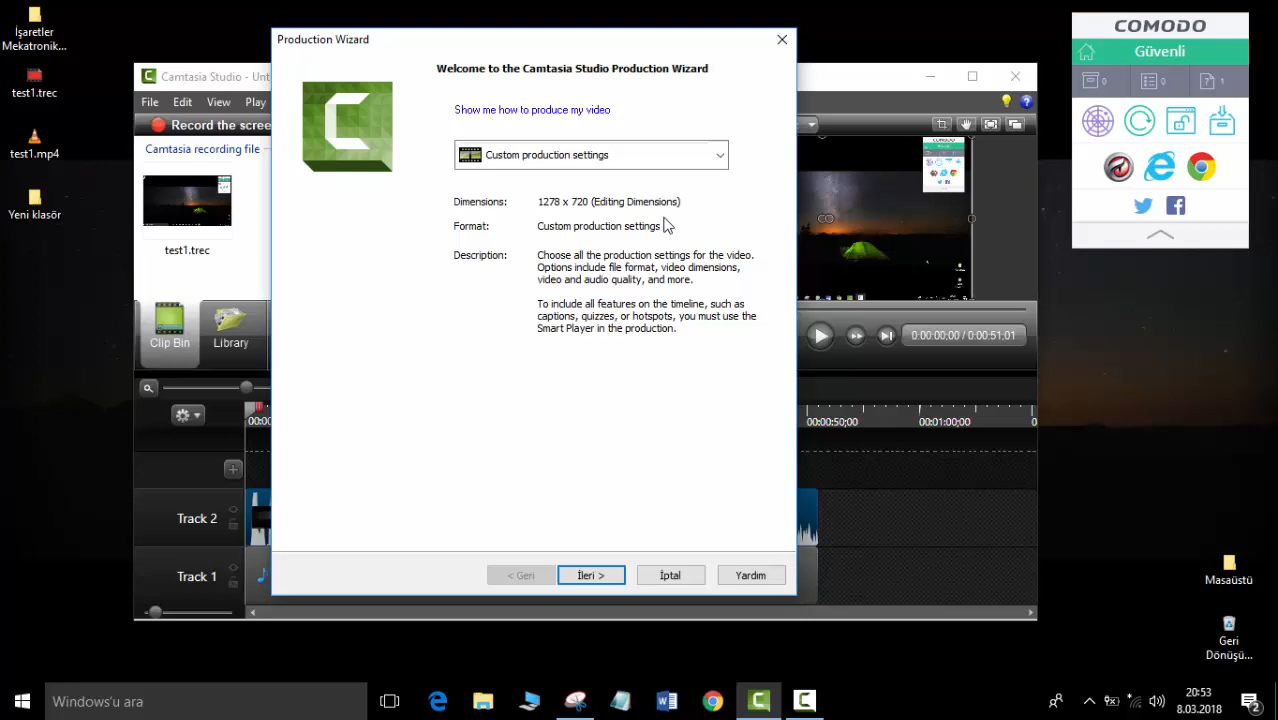 İşaretler
Mekatronik...
test1.trec
test1.mp4
Yeni klasör
Camtasia Studio - Unt
File Edit View Play
Record the scree
Camtasia recording file
test1.trec
Clip Bin
Library
Production Wizard
Welcome to the Camtasia Studio Production Wizard
Show me how to produce my video
Custom production settings
Dimensions: 1278 x 720 (Editing Dimensions)
Format: Custom production settings
Description: Choose all the production settings for the video.
Options include file format, video dimensions,
video and audio quality, and more.
To include all features on the timeline, such as
captions, quizzes, or hotspots, you must use the
Smart Player in the production.
< Geri
İleri >
İptal
Yardım
0:00:00;00 / 0:00:51;01
00:00
00:00:50;00
00:01:00;00
0
Track 2
Track 1
COMODO
Güvenli
0
0
1
Masaüstü
Geri
Dönüşü...
Windows'u ara
20:53
8.03.2018
2